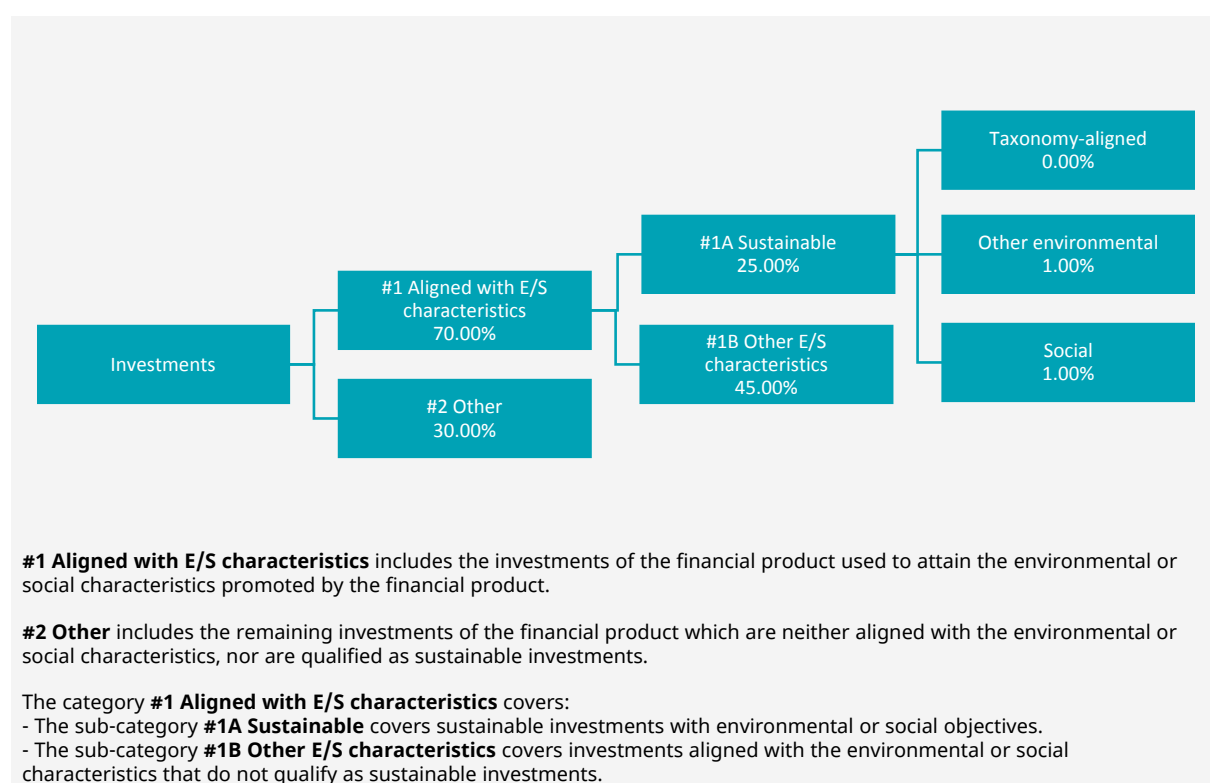 Investments
#1 Aligned with E/S
characteristics
70.00%
#2 Other
30.00%
#1A Sustainable
25.00%
#1B Other E/S
characteristics
45.00%
Taxonomy-aligned
0.00%
Other environmental
1.00%
Social
1.00%
#1 Aligned with E/S characteristics includes the investments of the financial product used to attain the environmental or
social characteristics promoted by the financial product.
#2 Other includes the remaining investments of the financial product which are neither aligned with the environmental or
social characteristics, nor are qualified as sustainable investments.
The category #1 Aligned with E/S characteristics covers:
- The sub-category #1A Sustainable covers sustainable investments with environmental or social objectives.
- The sub-category #1B Other E/S characteristics covers investments aligned with the environmental or social
characteristics that do not qualify as sustainable investments.